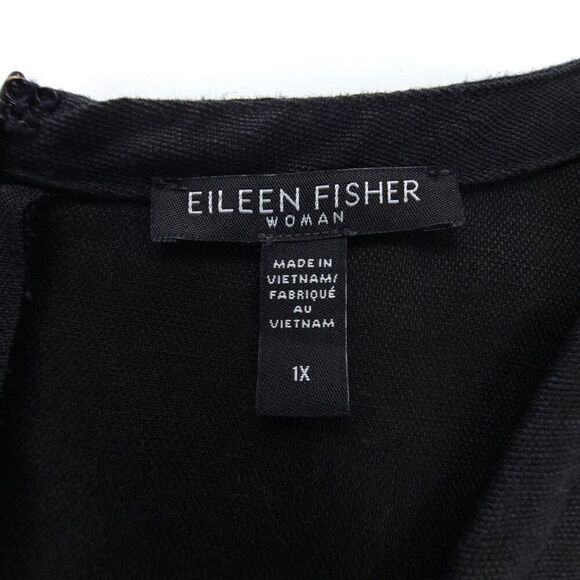 EILEEN FISHER
WOMAN
MADE IN
VIETNAM/
FABRIQUÉ
AU
VIETNAM
1X